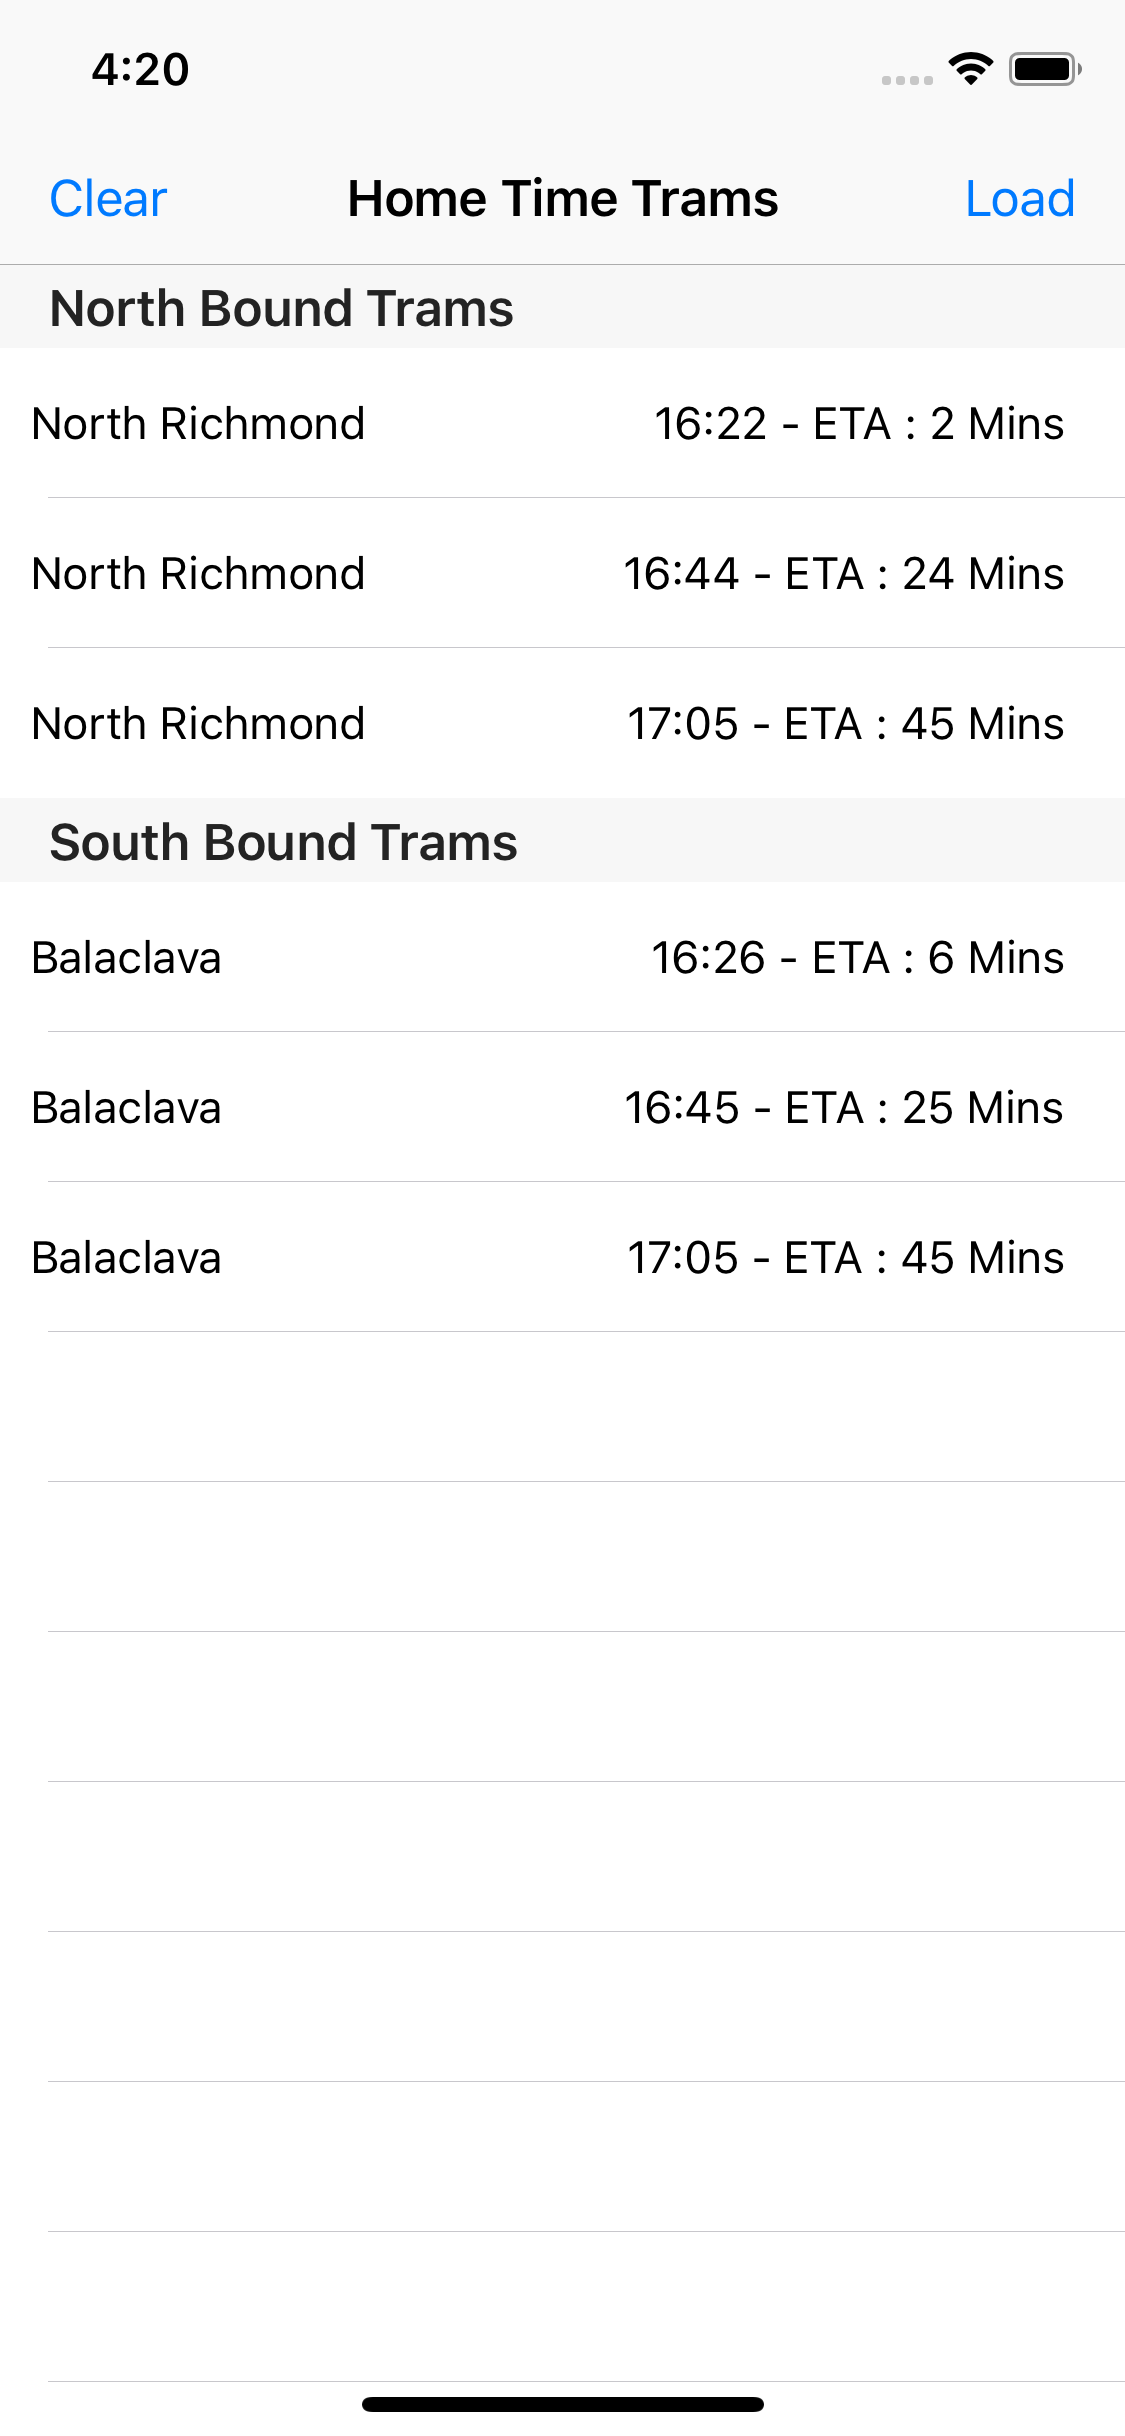 4:20
Clear Home Time Trams Load
North Bound Trams
North Richmond 16:22 - ETA : 2 Mins
North Richmond 16:44 - ETA : 24 Mins
North Richmond 17:05 - ETA : 45 Mins
South Bound Trams
Balaclava 16:26 - ETA : 6 Mins
Balaclava 16:45 - ETA : 25 Mins
Balaclava 17:05 - ETA : 45 Mins